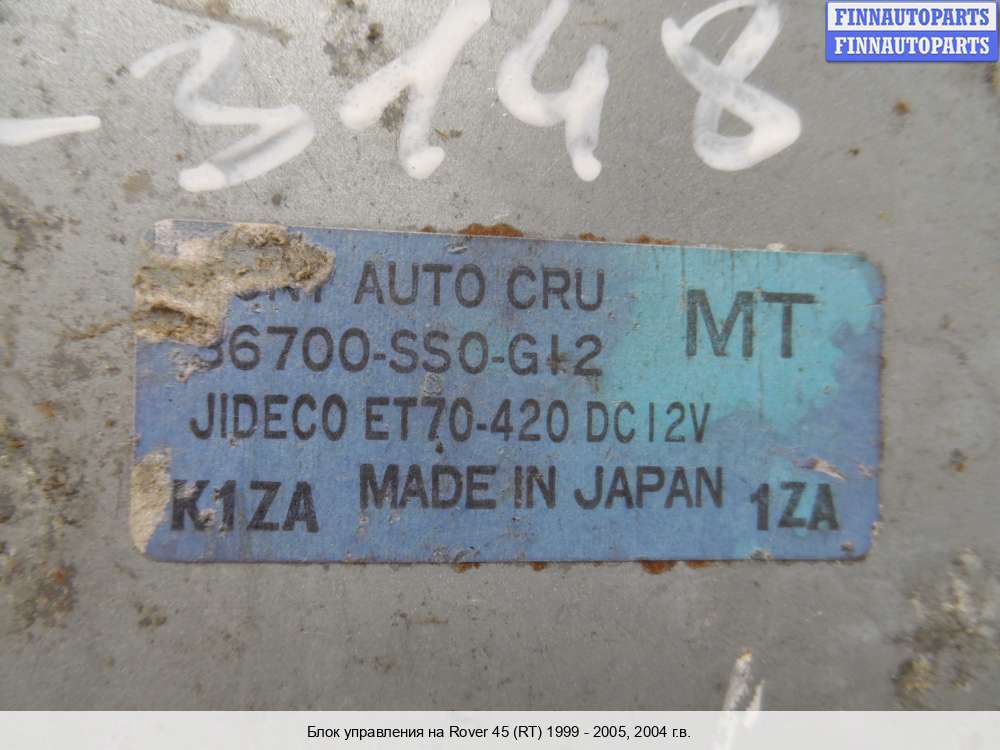 FINNAUTOPARTS
FINNAUTOPARTS
- 3148
AUTO CRU
36700-SS0-G12
MT
JIDECO ET70-420 DC12V
K1ZA MADE IN JAPAN 1ZA
Блок управления на Rover 45 (RT) 1999 - 2005, 2004 г.в.